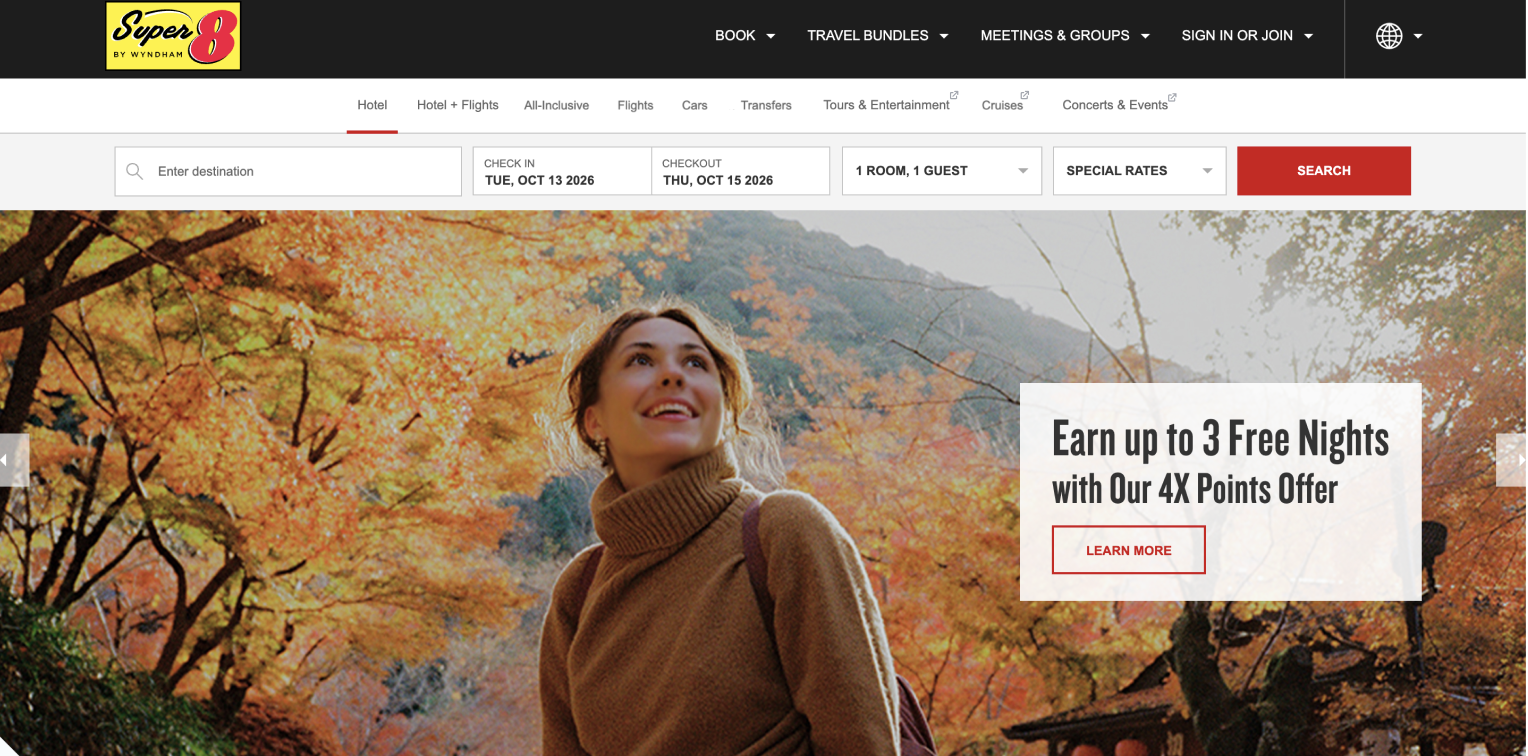 Super 8
BY WYNDHAM
BOOK
TRAVEL BUNDLES
MEETINGS & GROUPS
SIGN IN OR JOIN
Hotel
Hotel + Flights
All-Inclusive
Flights
Cars
Transfers
Tours & Entertainment
Cruises
Concerts & Events
Enter destination
CHECK IN
TUE, OCT 13 2026
CHECKOUT
THU, OCT 15 2026
1 ROOM, 1 GUEST
SPECIAL RATES
SEARCH
Earn up to 3 Free Nights
with Our 4X Points Offer
LEARN MORE